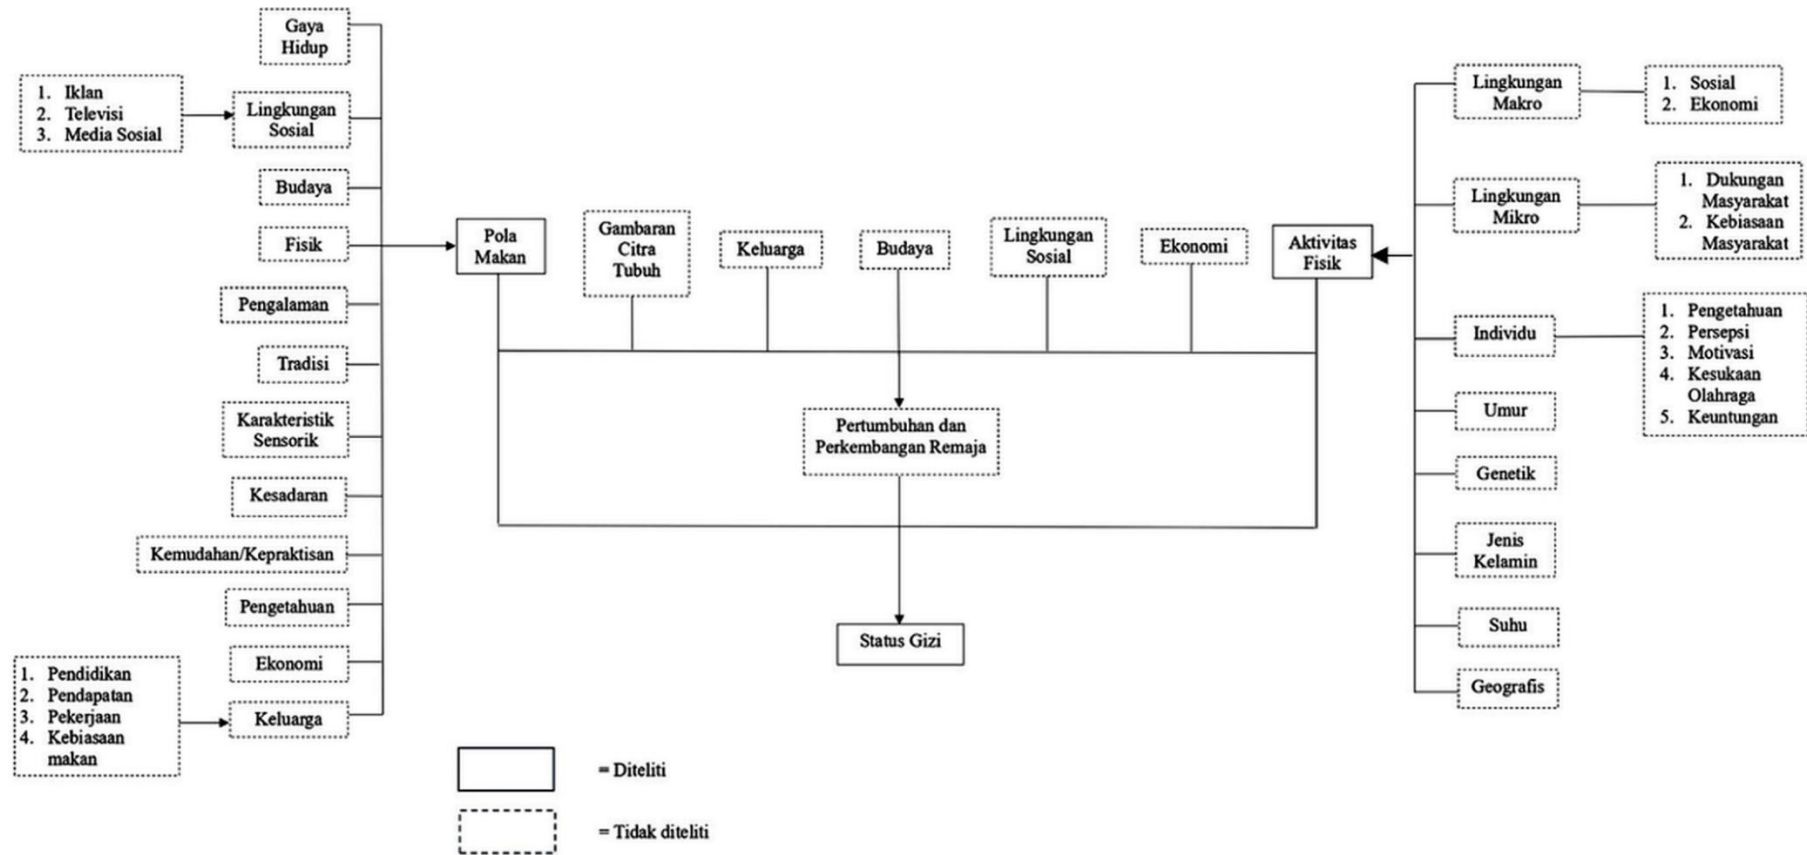 Gaya
Hidup
1. Iklan
2. Televisi
3. Media Sosial
Lingkungan
Sosial
Budaya
Fisik
Pengalaman
Tradisi
Karakteristik
Sensorik
Kesadaran
Kemudahan/Kepraktisan
Pengetahuan
Ekonomi
1. Pendidikan
2. Pendapatan
3. Pekerjaan
4. Kebiasaan
makan
Keluarga
Pola
Makan
Gambaran
Citra
Tubuh
Keluarga
Budaya
Lingkungan
Sosial
Ekonomi
Aktivitas
Fisik
Pertumbuhan dan
Perkembangan Remaja
Status Gizi
Lingkungan
Makro
1. Sosial
2. Ekonomi
Lingkungan
Mikro
1. Dukungan
Masyarakat
2. Kebiasaan
Masyarakat
Individu
1. Pengetahuan
2. Persepsi
3. Motivasi
4. Kesukaan
Olahraga
5. Keuntungan
Umur
Genetik
Jenis
Kelamin
Suhu
Geografis
= Diteliti
= Tidak diteliti